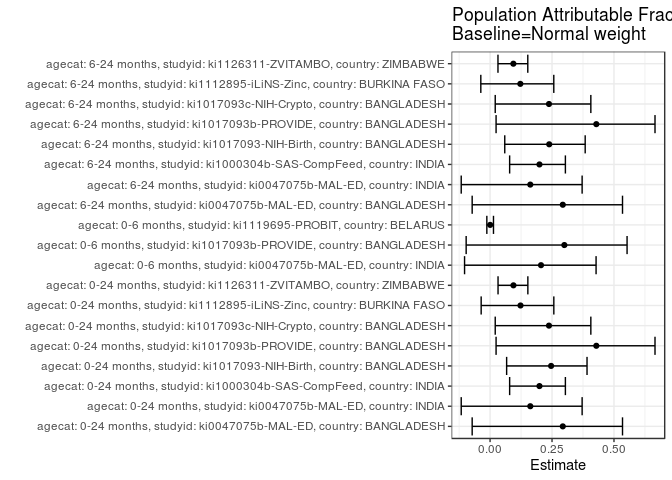 Population Attributable Frac
Baseline=Normal weight
agecat: 6-24 months, studyid: ki1126311-ZVITAMBO, country: ZIMBABWE
agecat: 6-24 months, studyid: ki1112895-iLiNS-Zinc, country: BURKINA FASO
agecat: 6-24 months, studyid: ki1017093c-NIH-Crypto, country: BANGLADESH
agecat: 6-24 months, studyid: ki1017093b-PROVIDE, country: BANGLADESH
agecat: 6-24 months, studyid: ki1017093-NIH-Birth, country: BANGLADESH
agecat: 6-24 months, studyid: ki1000304b-SAS-CompFeed, country: INDIA
agecat: 6-24 months, studyid: ki0047075b-MAL-ED, country: INDIA
agecat: 6-24 months, studyid: ki0047075b-MAL-ED, country: BANGLADESH
agecat: 0-6 months, studyid: ki1119695-PROBIT, country: BELARUS
agecat: 0-6 months, studyid: ki1017093b-PROVIDE, country: BANGLADESH
agecat: 0-6 months, studyid: ki0047075b-MAL-ED, country: INDIA
agecat: 0-24 months, studyid: ki1126311-ZVITAMBO, country: ZIMBABWE
agecat: 0-24 months, studyid: ki1112895-iLiNS-Zinc, country: BURKINA FASO
agecat: 0-24 months, studyid: ki1017093c-NIH-Crypto, country: BANGLADESH
agecat: 0-24 months, studyid: ki1017093b-PROVIDE, country: BANGLADESH
agecat: 0-24 months, studyid: ki1017093-NIH-Birth, country: BANGLADESH
agecat: 0-24 months, studyid: ki1000304b-SAS-CompFeed, country: INDIA
agecat: 0-24 months, studyid: ki0047075b-MAL-ED, country: INDIA
agecat: 0-24 months, studyid: ki0047075b-MAL-ED, country: BANGLADESH
0.00 0.25 0.50
Estimate